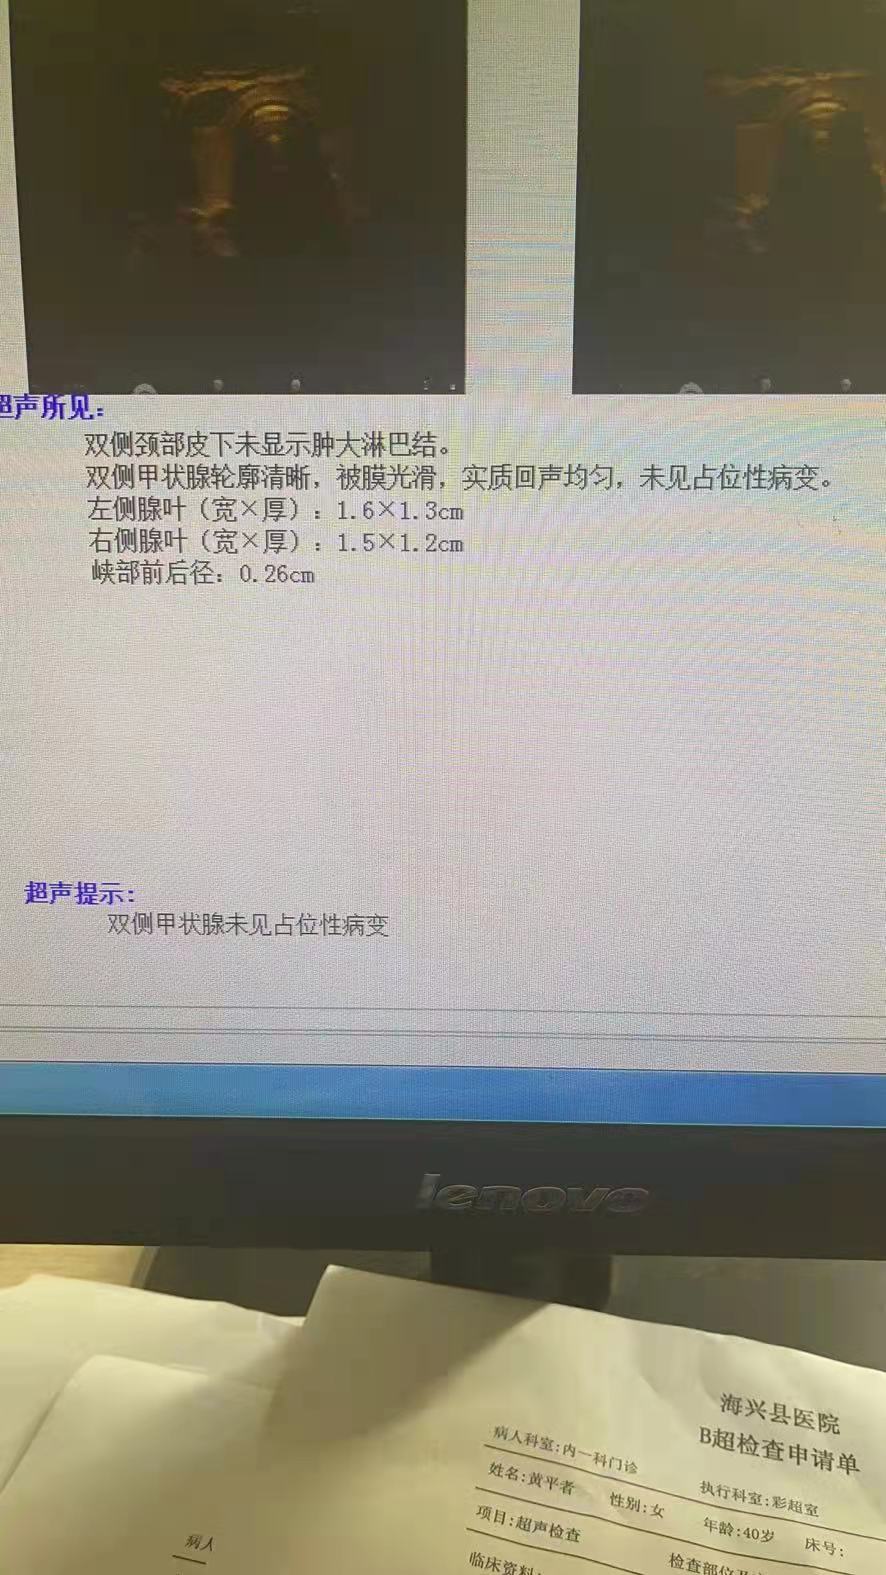 超声所见：
双侧颈部皮下未显示肿大淋巴结。
双侧甲状腺轮廓清晰，被膜光滑，实质回声均匀，未见占位性病变。
左侧腺叶（宽×厚）：1.6×1.3cm
右侧腺叶（宽×厚）：1.5×1.2cm
峡部前后径：0.26cm
超声提示：
双侧甲状腺未见占位性病变
lenovo
海兴县医院
B超检查申请单
病人科室:内一科门诊
执行科室:彩超室
姓名:黄平者 性别:女 年龄:40岁 床号:
项目:超声检查
检查部位及
临床资料
病人